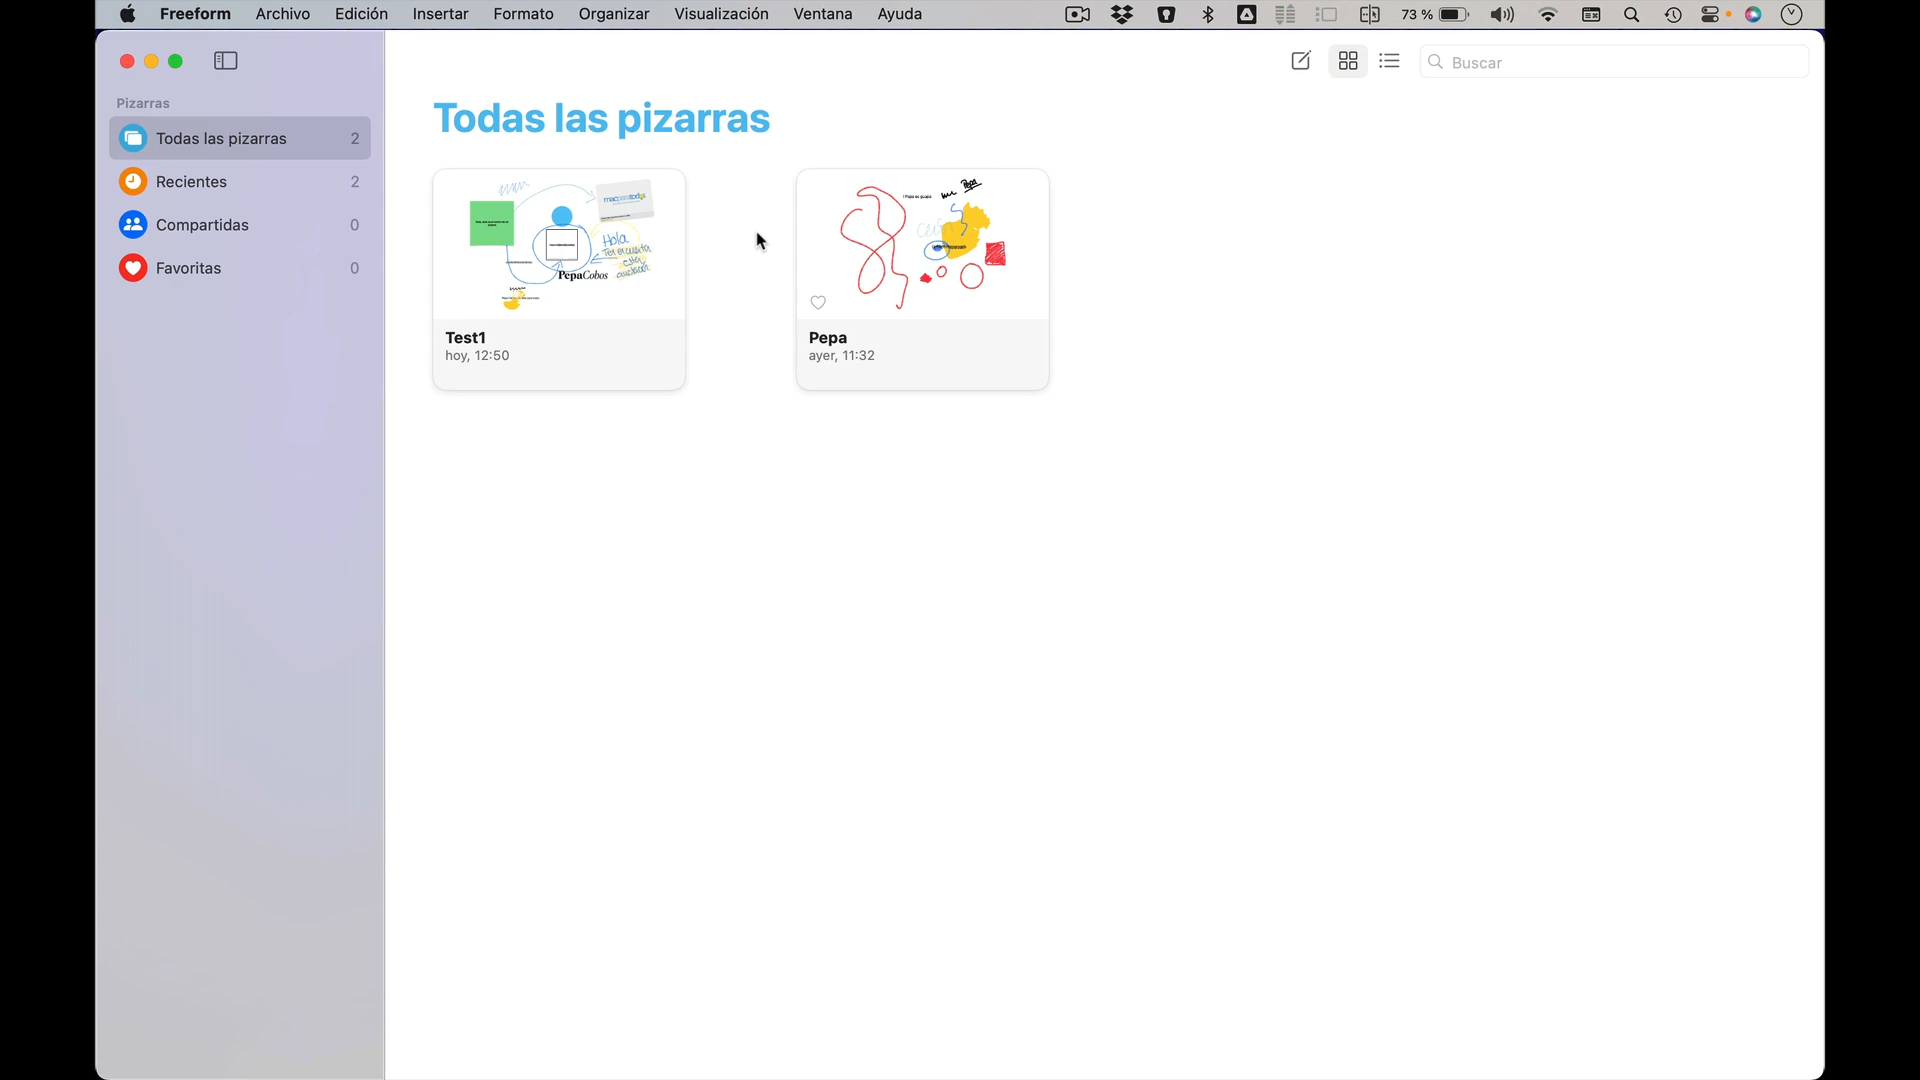 Freeform Archivo Edición Insertar Formato Organizar Visualización Ventana Ayuda 73 %
Buscar
Pizarras
Todas las pizarras 2
Recientes 2
Compartidas 0
Favoritas 0
Todas las pizarras
Hola
PepaCobos
Test1
hoy, 12:50
Pepa
Pepa
ayer, 11:32